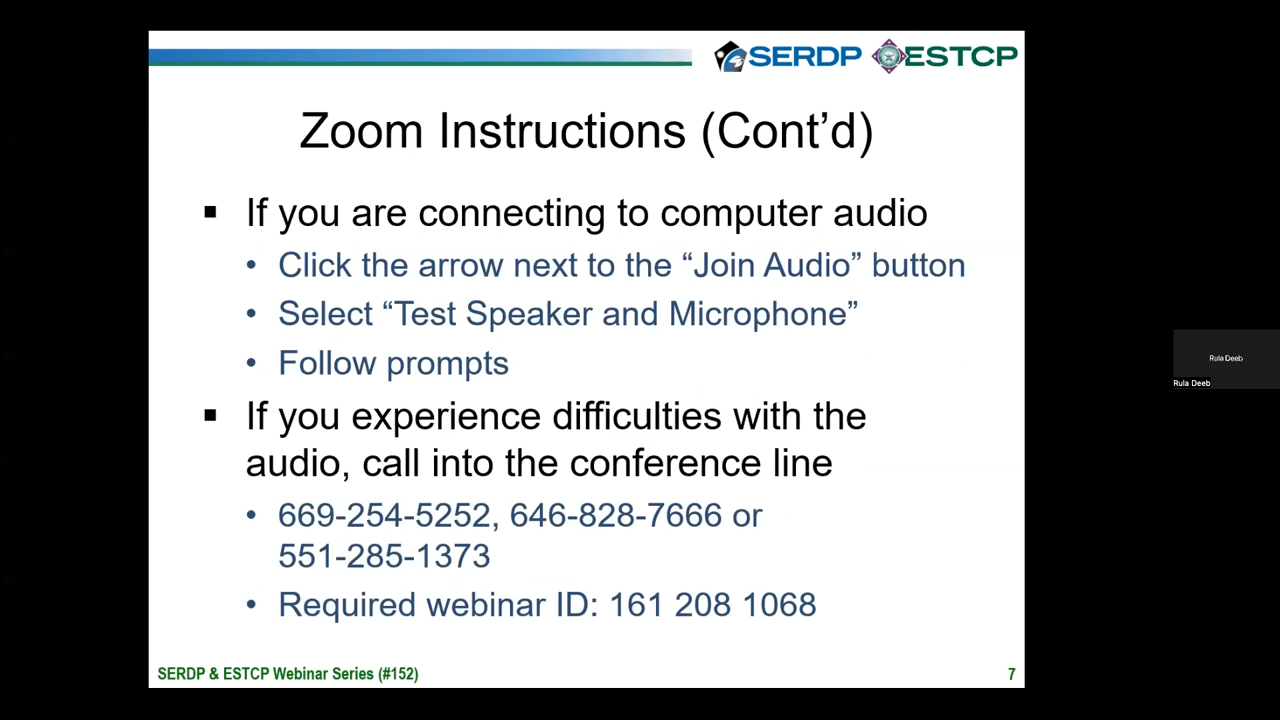 SERDP ESTCP
Zoom Instructions (Cont’d)
▪ If you are connecting to computer audio
• Click the arrow next to the “Join Audio” button
• Select “Test Speaker and Microphone”
• Follow prompts
▪ If you experience difficulties with the
audio, call into the conference line
• 669-254-5252, 646-828-7666 or
551-285-1373
• Required webinar ID: 161 208 1068
SERDP & ESTCP Webinar Series (#152) 7
Rula Deeb
Rula Deeb